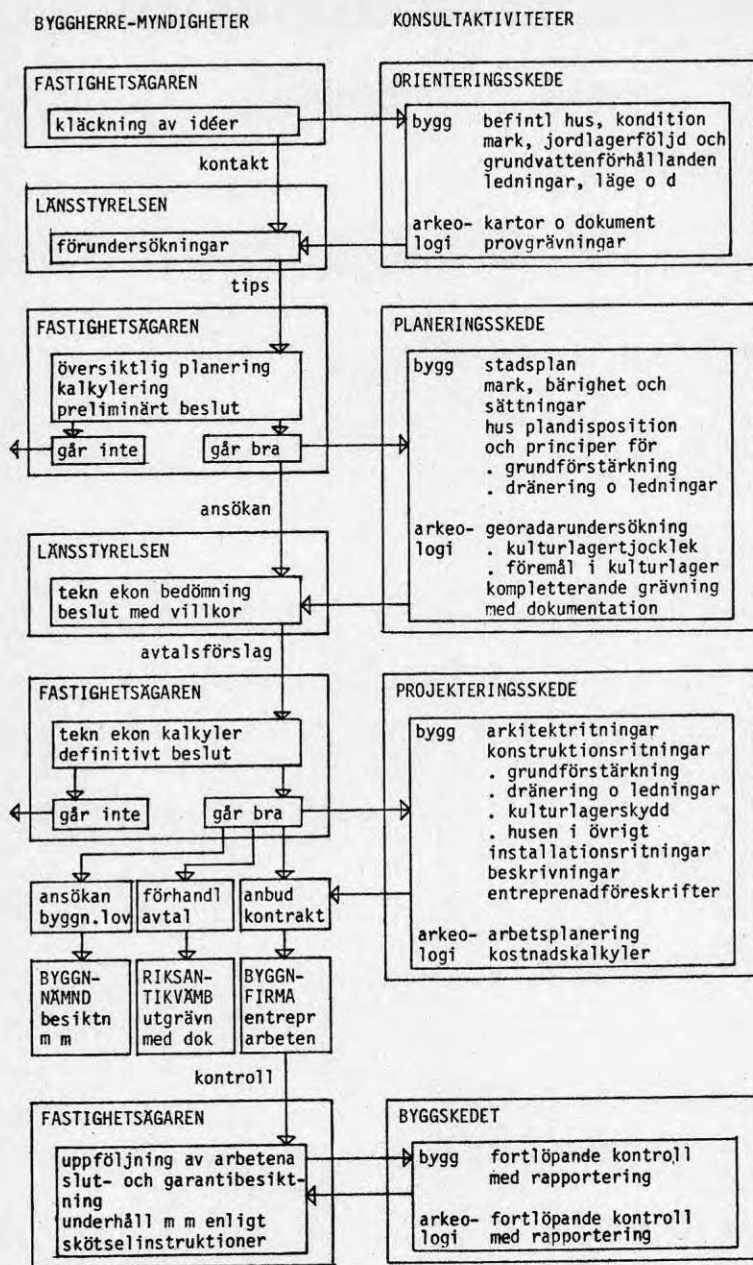 BYGGHERRE-MYNDIGHETER
KONSULTAKTIVITETER
FASTIGHETSÄGAREN
kläckning av idéer
kontakt
ORIENTERINGSSKEDE
bygg befintl hus, kondition
mark, jordlagerföljd och
grundvattenförhållanden
ledningar, läge o d
arkeo- kartor o dokument
logi provgrävningar
LÄNSSTYRELSEN
förundersökningar
tips
FASTIGHETSÄGAREN
översiktlig planering
kalkylering
preliminärt beslut
går inte
går bra
ansökan
PLANERINGSSKEDE
bygg stadsplan
mark, bärighet och
sättningar
hus plandisposition
och principer för
. grundförstärkning
. dränering o ledningar
arkeo- georadarundersökning
logi . kulturlagertjocklek
. föremål i kulturlager
kompletterande grävning
med dokumentation
LÄNSSTYRELSEN
tekn ekon bedömning
beslut med villkor
avtalsförslag
FASTIGHETSÄGAREN
tekn ekon kalkyler
definitivt beslut
går inte
går bra
PROJEKTERINGSSKEDE
bygg arkitektritningar
konstruktionsritningar
. grundförstärkning
. dränering o ledningar
. kulturlagerskydd
. husen i övrigt
installationsritningar
beskrivningar
entreprenadföreskrifter
arkeo- arbetsplanering
logi kostnadskalkyler
ansökan
byggn.lov
förhandl
avtal
anbud
kontrakt
BYGGN-
NÄMND
besiktn
m m
RIKSAN-
TIKVÄMB
utgrävn
med dok
BYGGN-
FIRMA
entrepr
arbeten
kontroll
FASTIGHETSÄGAREN
uppföljning av arbetena
slut- och garantibesikt-
ning
underhåll m m enligt
skötselinstruktioner
BYGGSKEDET
bygg fortlöpande kontroll
med rapportering
arkeo- fortlöpande kontroll
logi med rapportering